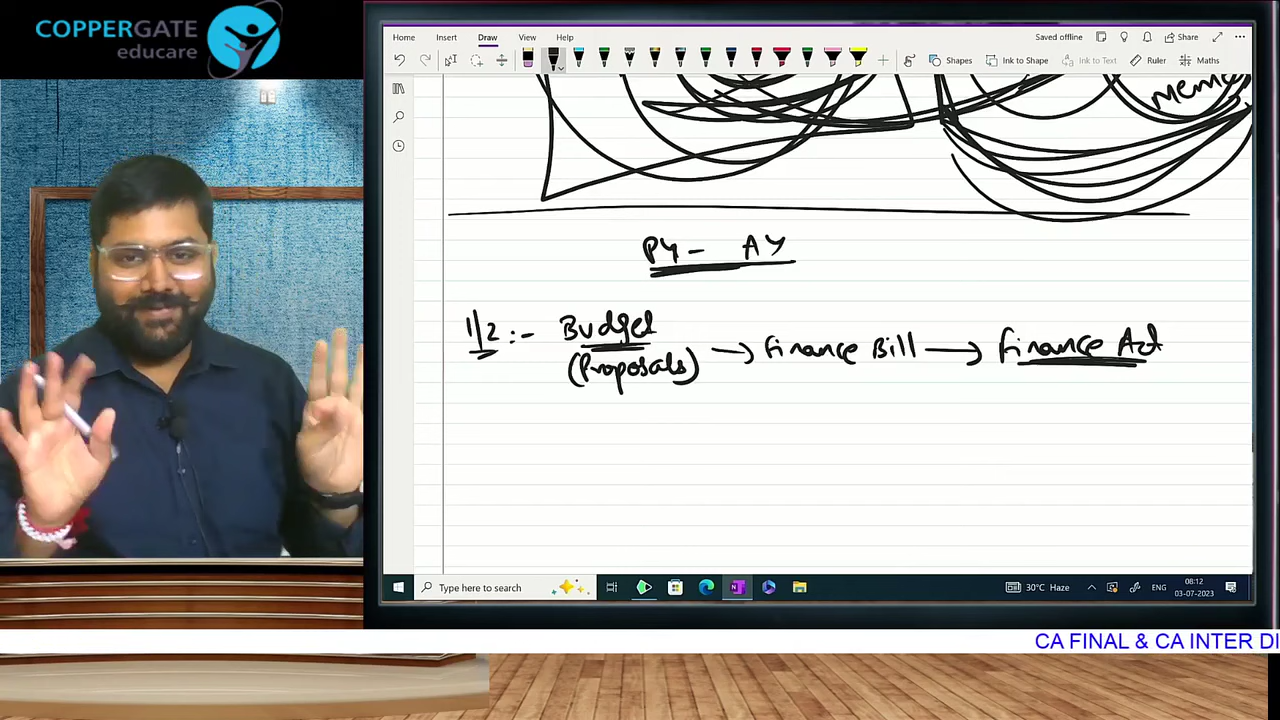 COPPERGATE
educare
Home Insert Draw View Help
Saved offline
Share
Shapes Ink to Shape Ink to Text Ruler Maths
Mem
PY - AY
1/2 :- Budget
(Proposals) → Finance Bill → Finance Act
Type here to search
30°C Haze
ENG
08:12
03-07-2023
CA FINAL & CA INTER DI